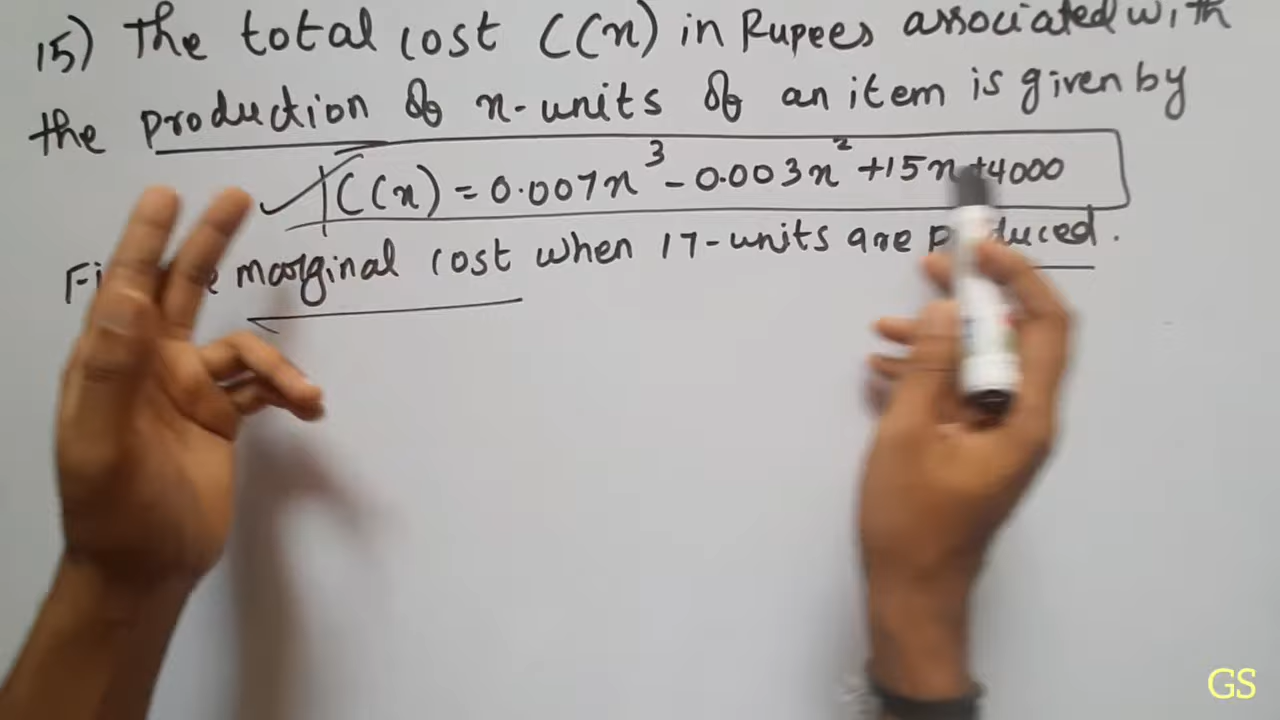 15) The total cost C(x) in Rupees associated with
the production of x-units of an item is given by
C(x) = 0.007x³ - 0.003x² + 15x + 4000
marginal cost when 17-units are produced.
GS